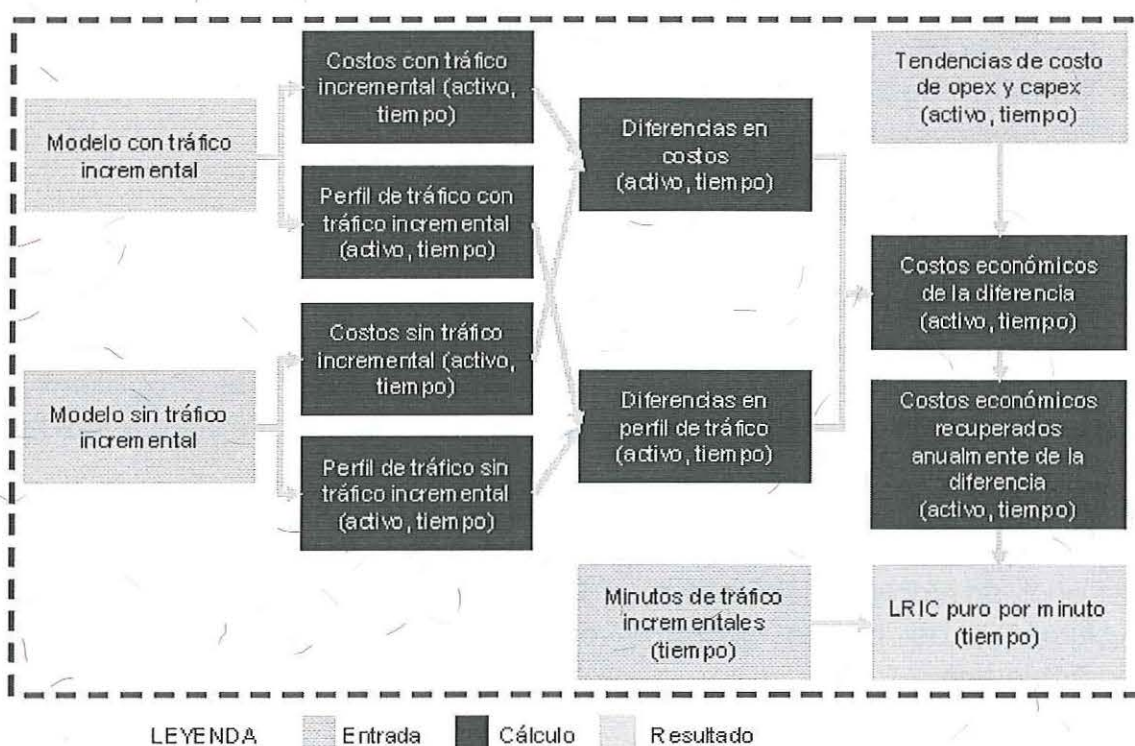 Modelo con tráfico
incremental
Modelo sin tráfico
incremental
Costos con tráfico
incremental (activo,
tiempo)
Perfil de tráfico con
tráfico incremental
(activo, tiempo)
Costos sin tráfico
incremental (activo,
tiempo)
Perfil de tráfico sin
tráfico incremental
(activo, tiempo)
Diferencias en
costos
(activo, tiempo)
Diferencias en
perfil de tráfico
(activo, tiempo)
Minutos de tráfico
incrementales
(tiempo)
Tendencias de costo
de opex y capex
(activo, tiempo)
Costos económicos
de la diferencia
(activo, tiempo)
Costos económicos
recuperados
anualmente de la
diferencia
(activo, tiempo)
LRIC puro por minuto
(tiempo)
LEYENDA Entrada Cálculo Resultado